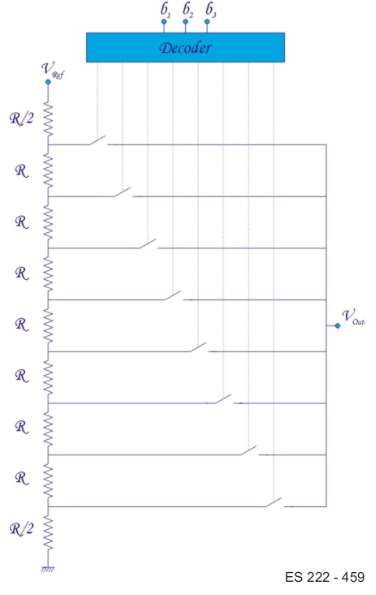 b1 b2 b3
Decoder
VRef
R/2
R
R
R
R
R
R
R
R/2
VOut
ES 222 - 459